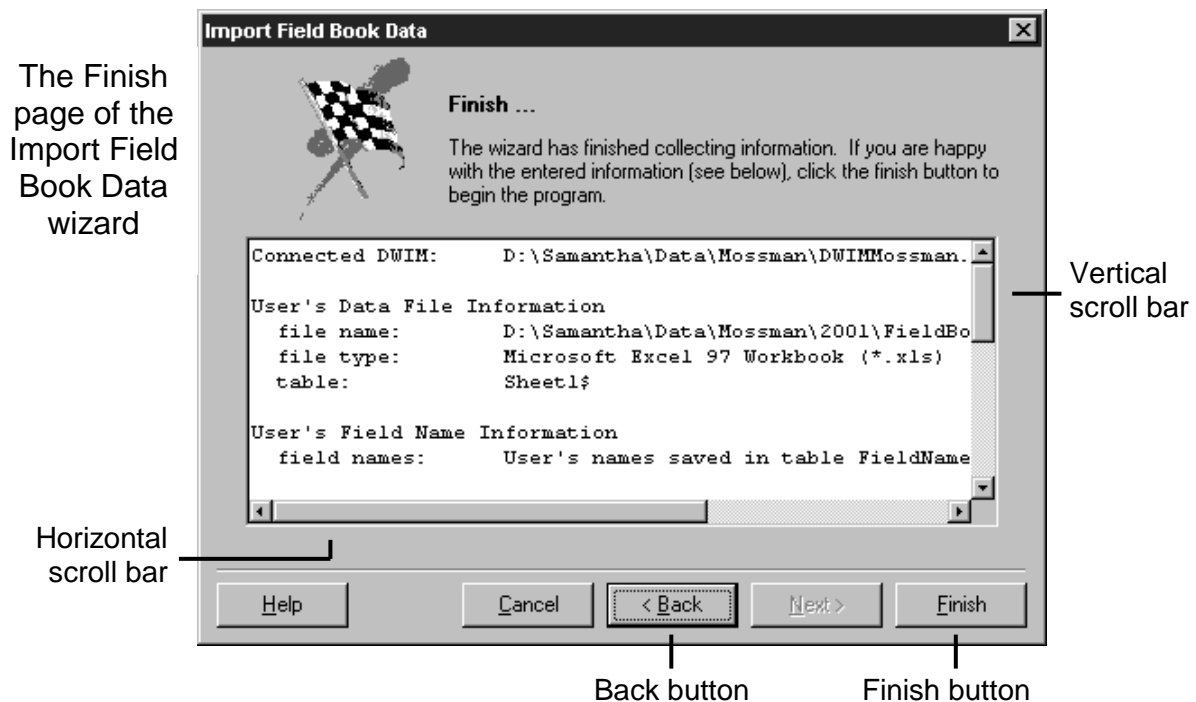 Import Field Book Data
The Finish
page of the
Import Field
Book Data
wizard
Finish ...
The wizard has finished collecting information. If you are happy
with the entered information (see below), click the finish button to
begin the program.
Connected DWIM: D:\Samantha\Data\Mossman\DWIMMossman.
User's Data File Information
file name: D:\Samantha\Data\Mossman\2001\FieldBo
file type: Microsoft Excel 97 Workbook (*.xls)
table: Sheet1$
User's Field Name Information
field names: User's names saved in table FieldName
Vertical
scroll bar
Horizontal
scroll bar
Help Cancel < Back Next > Finish
Back button Finish button